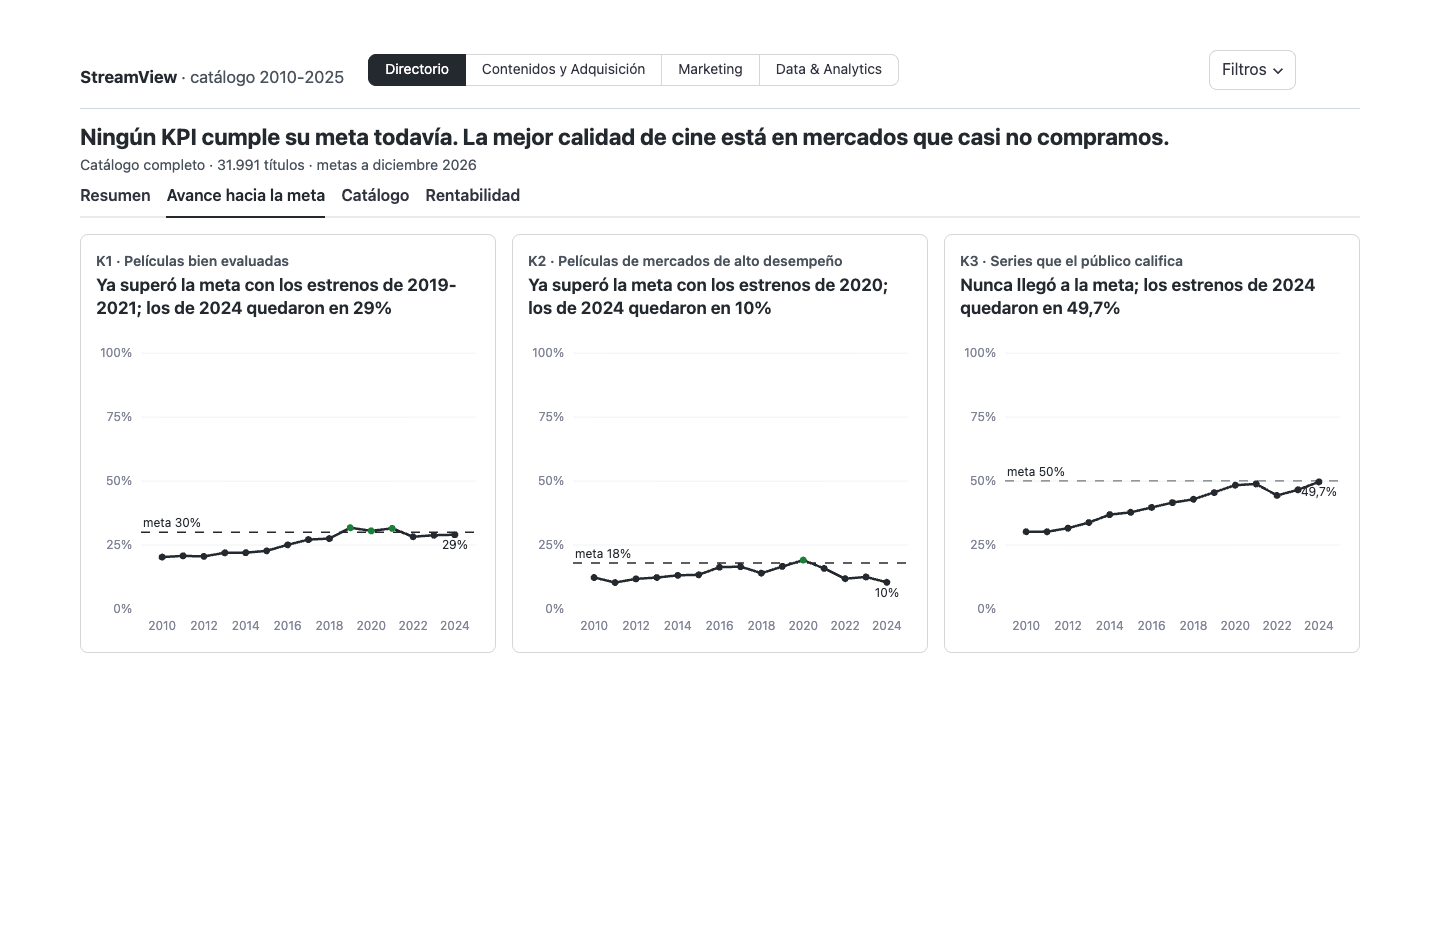 StreamView · catálogo 2010-2025
Directorio
Contenidos y Adquisición
Marketing
Data & Analytics
Filtros
Ningún KPI cumple su meta todavía. La mejor calidad de cine está en mercados que casi no compramos.
Catálogo completo · 31.991 títulos · metas a diciembre 2026
Resumen
Avance hacia la meta
Catálogo
Rentabilidad
K1 · Películas bien evaluadas
Ya superó la meta con los estrenos de 2019-
2021; los de 2024 quedaron en 29%
100%
75%
50%
meta 30%
25%
29%
0%
2010 2012 2014 2016 2018 2020 2022 2024
K2 · Películas de mercados de alto desempeño
Ya superó la meta con los estrenos de 2020;
los de 2024 quedaron en 10%
100%
75%
50%
25%
meta 18%
10%
0%
2010 2012 2014 2016 2018 2020 2022 2024
K3 · Series que el público califica
Nunca llegó a la meta; los estrenos de 2024
quedaron en 49,7%
100%
75%
meta 50%
50%
49,7%
25%
0%
2010 2012 2014 2016 2018 2020 2022 2024